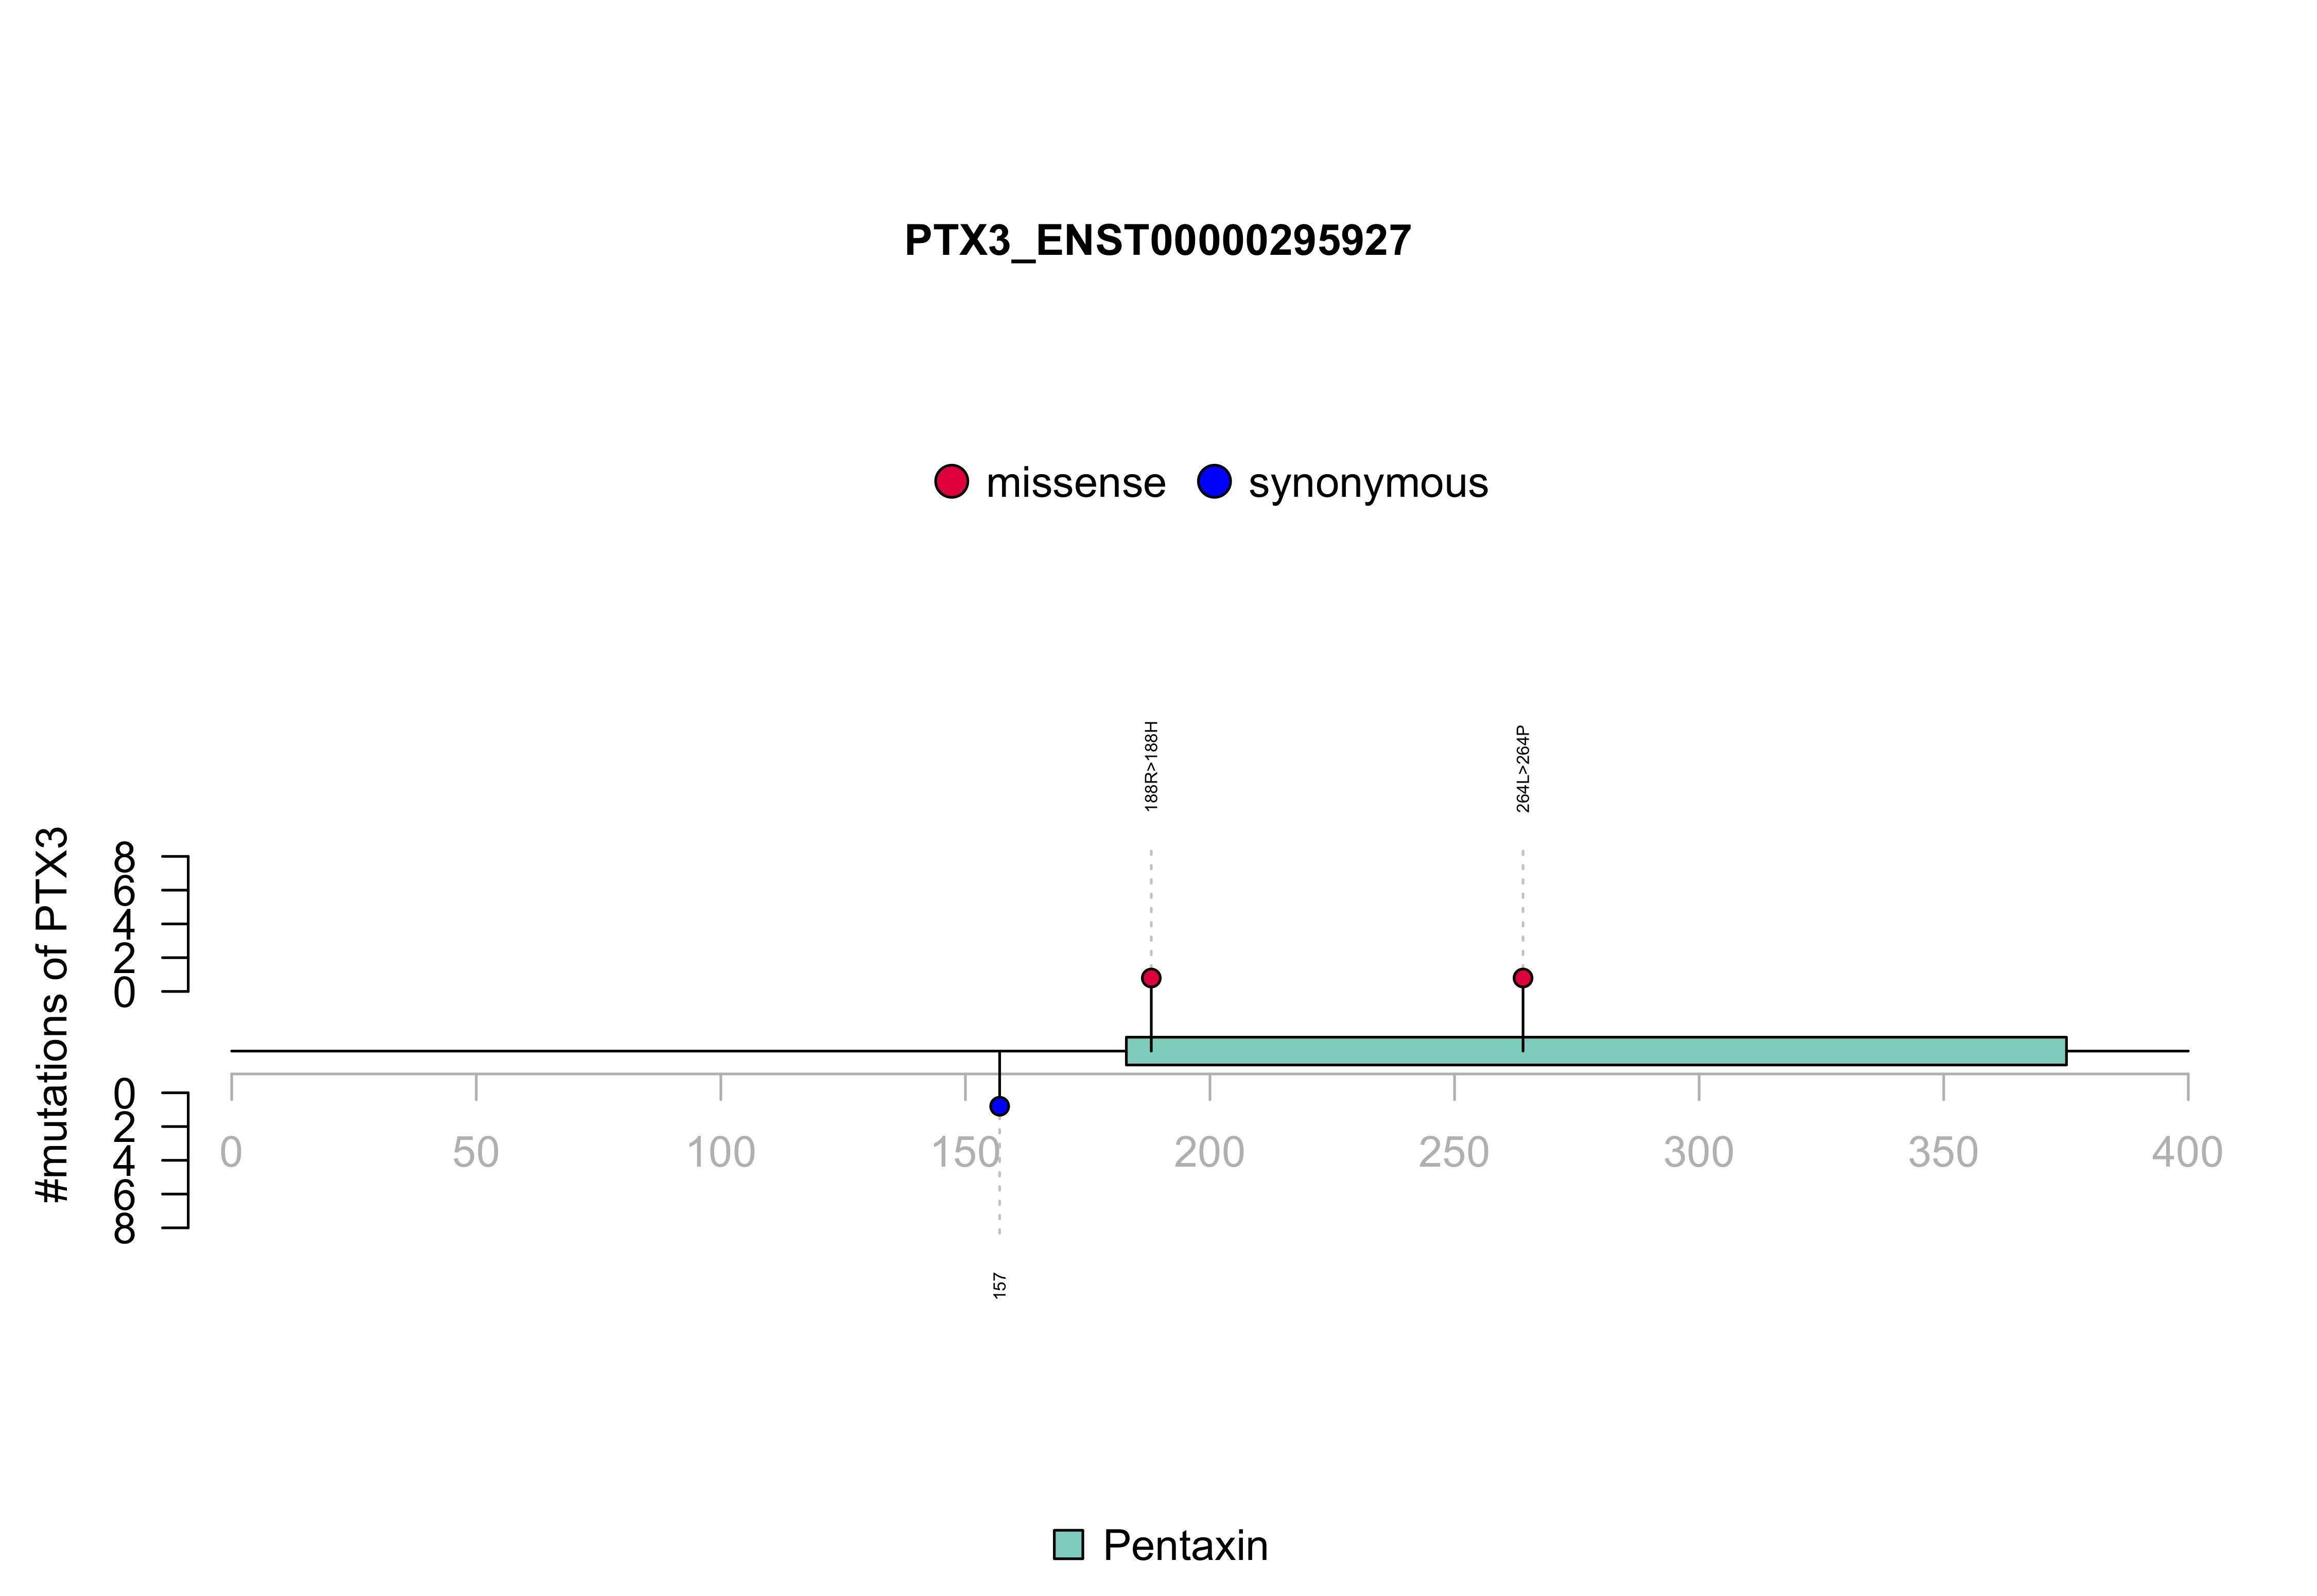 PTX3_ENST00000295927
missense synonymous
188R>188H
264L>264P
#mutations of PTX3
8
6
4
2
0
0
2
4
6
8
0 50 100 150 200 250 300 350 400
157
Pentaxin